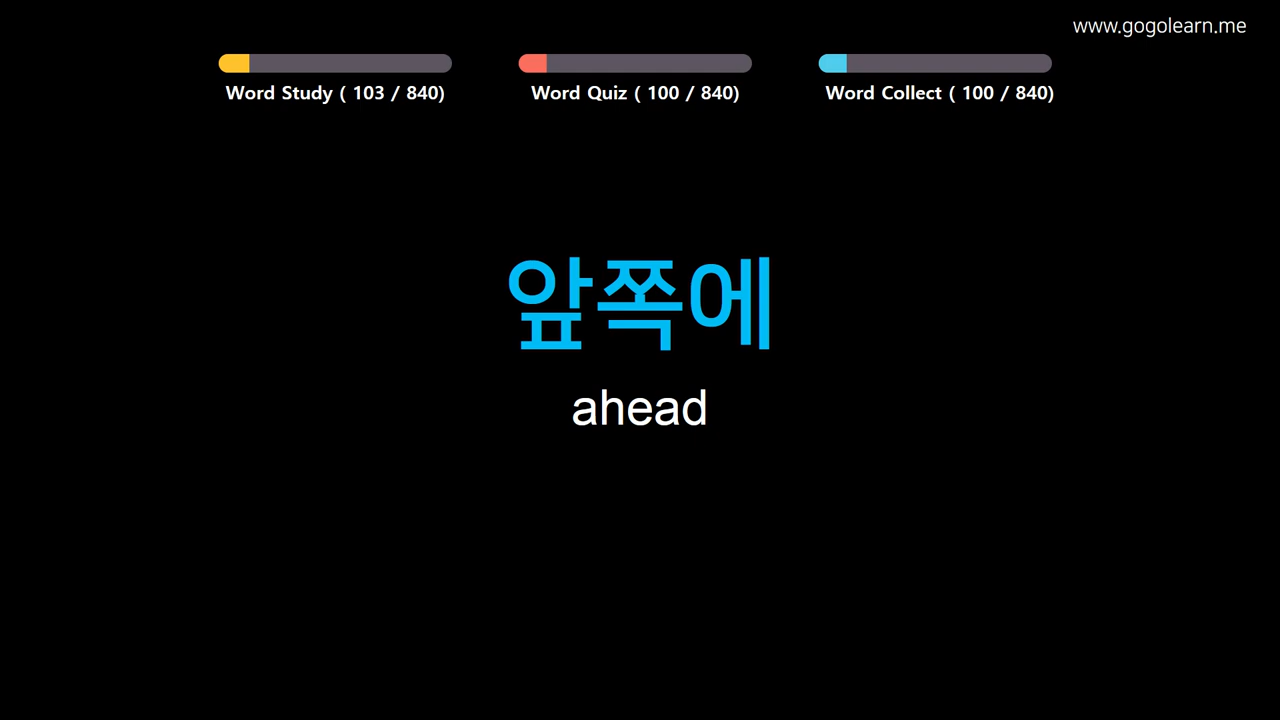 www.gogolearn.me
Word Study ( 103 / 840)
Word Quiz ( 100 / 840)
Word Collect ( 100 / 840)
앞쪽에
ahead